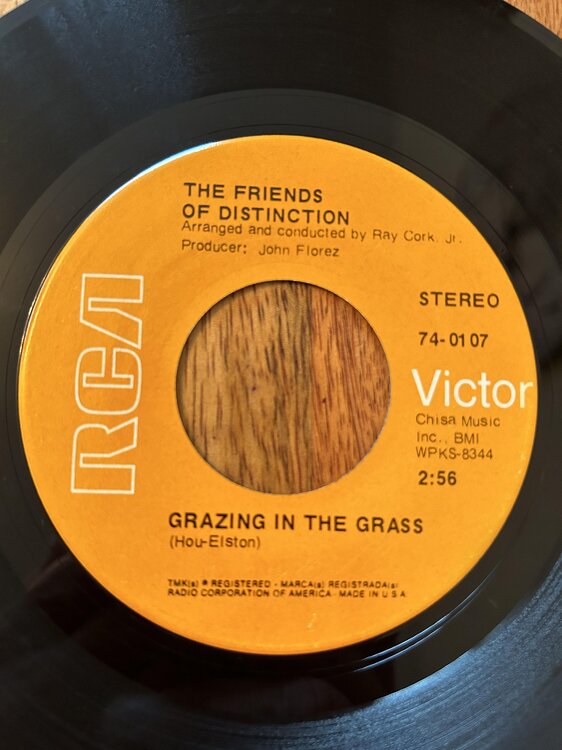 THE FRIENDS
OF DISTINCTION
Arranged and conducted by Ray Cork, Jr.
Producer: John Florez
STEREO
74-0107
RCA
Victor
Chisa Music
Inc., BMI
WPKS-8344
2:56
GRAZING IN THE GRASS
(Hou-Elston)
TMK(s) ® REGISTERED - MARCA(s) REGISTRADA(s)
RADIO CORPORATION OF AMERICA - MADE IN U.S.A